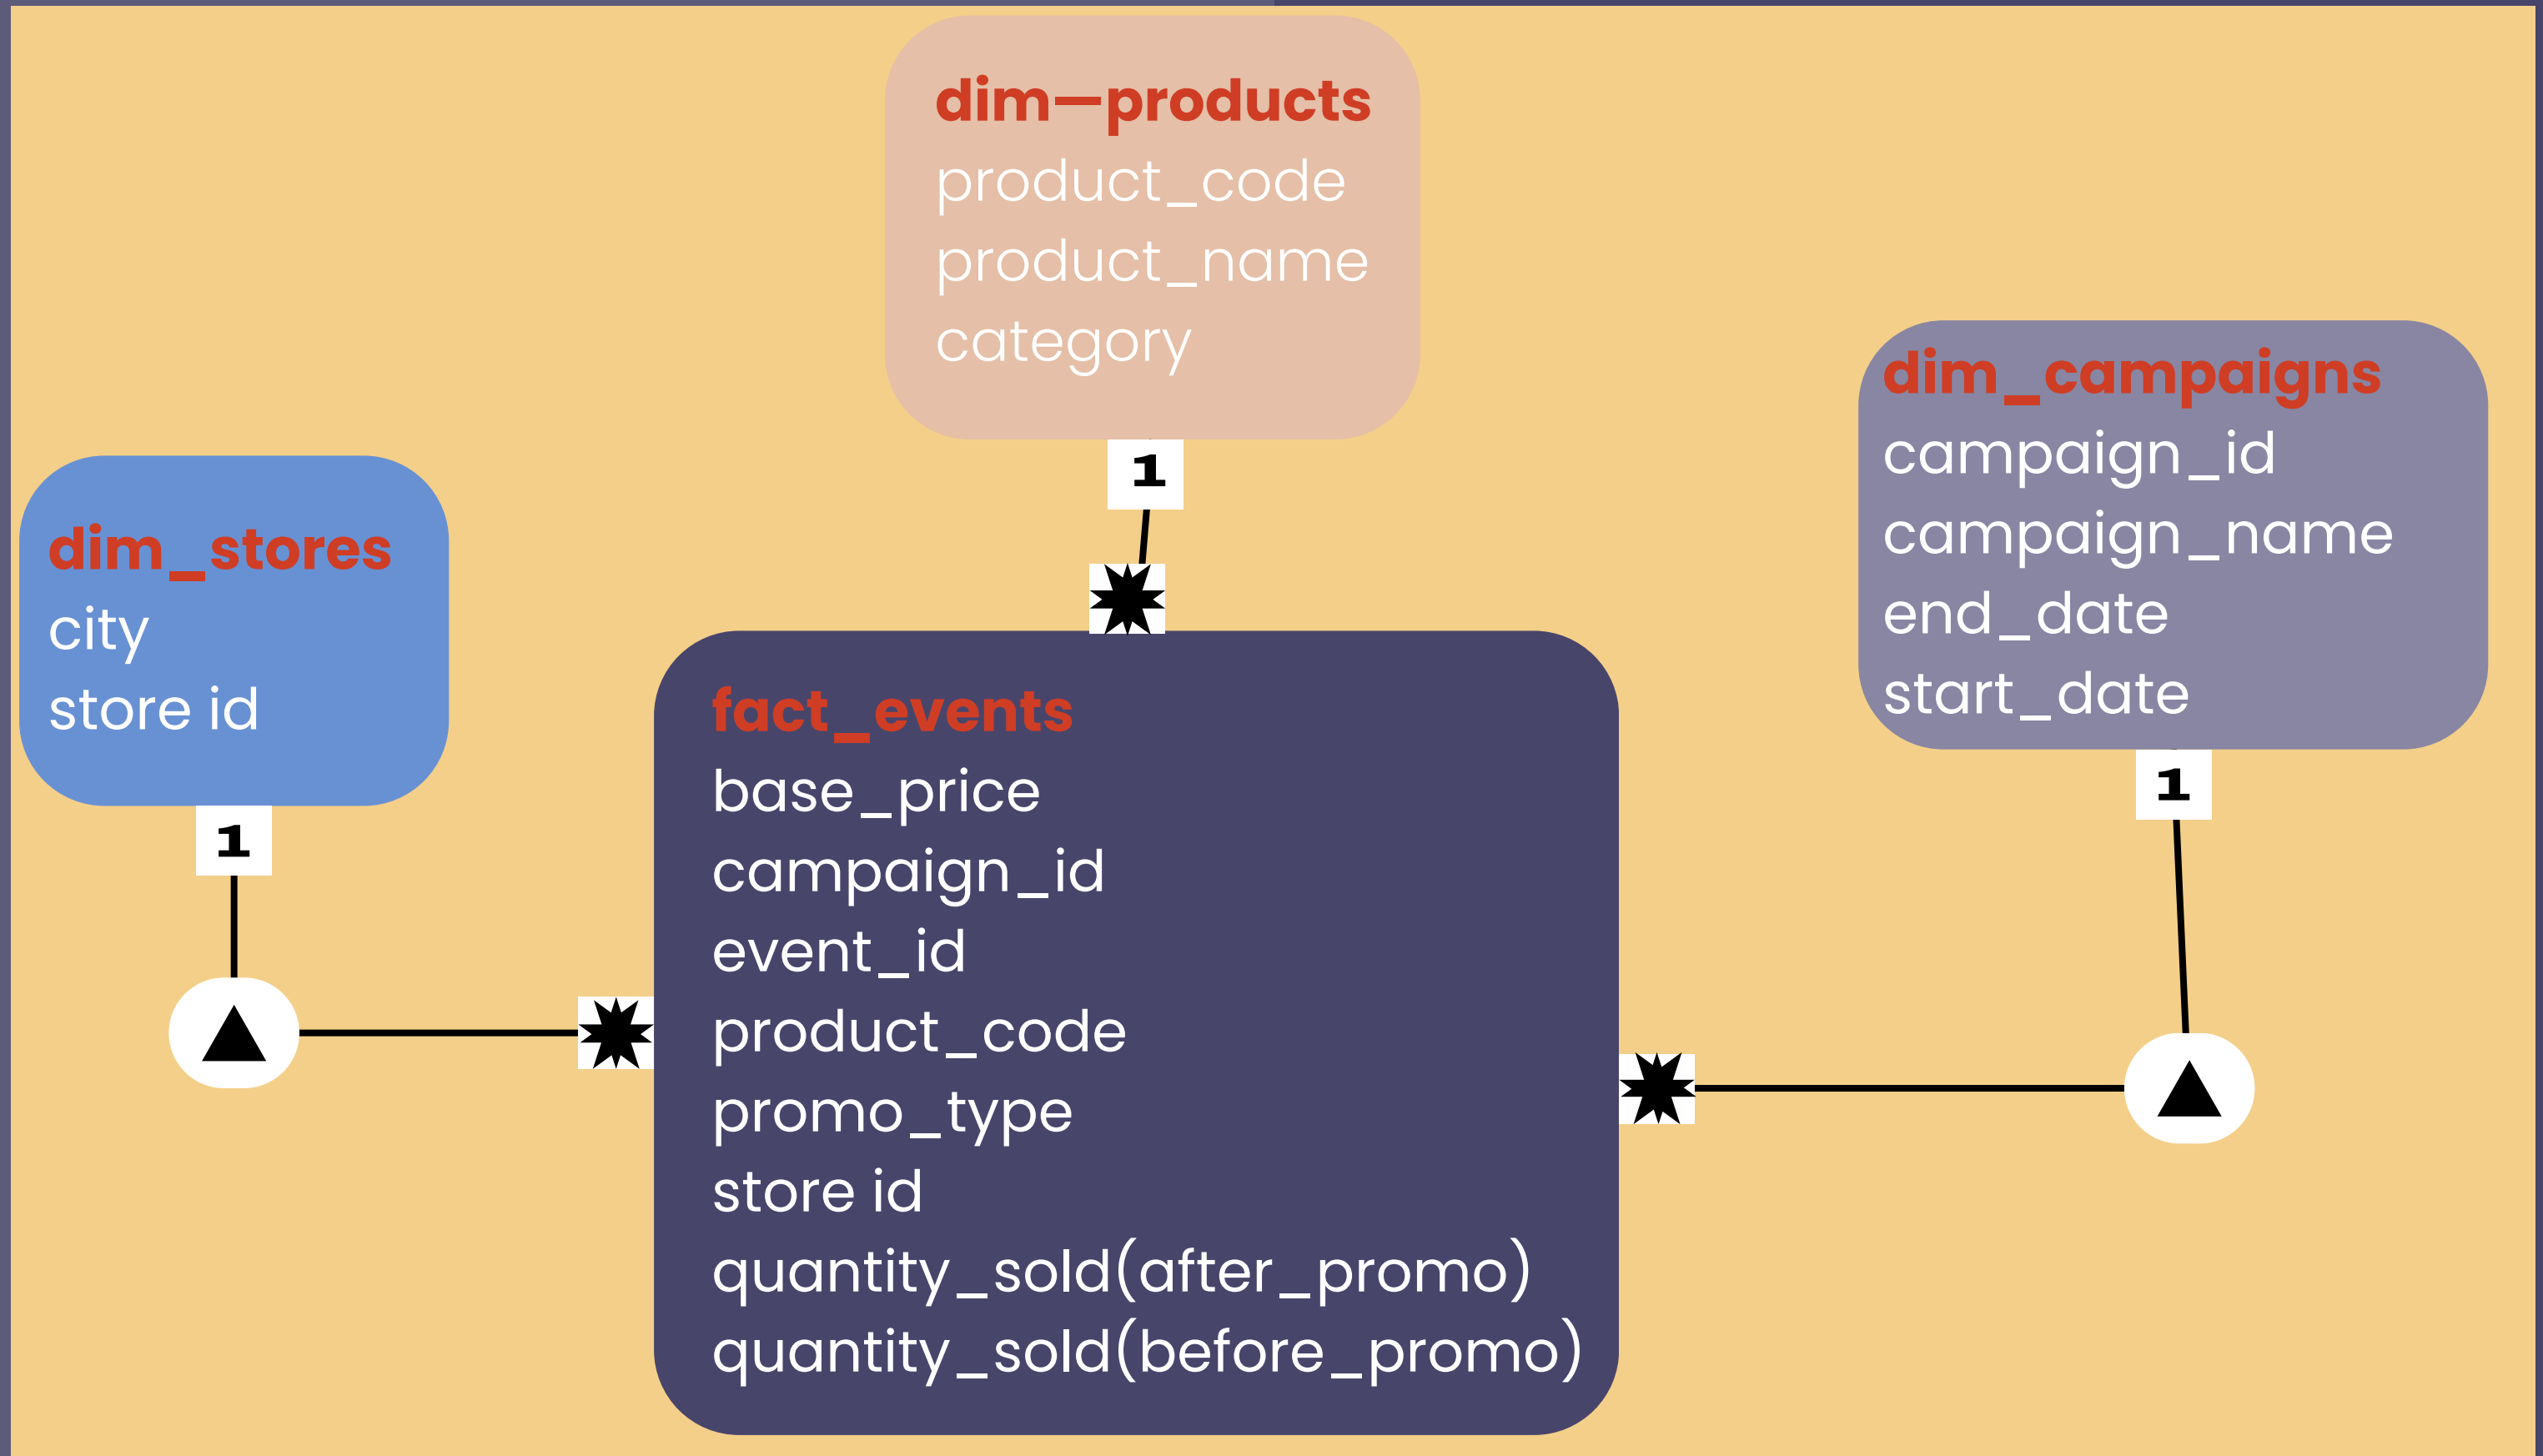 dim—products
product_code
product_name
category
1
dim_campaigns
campaign_id
campaign_name
end_date
start_date
1
dim_stores
city
store id
1
fact_events
base_price
campaign_id
event_id
product_code
promo_type
store id
quantity_sold(after_promo)
quantity_sold(before_promo)